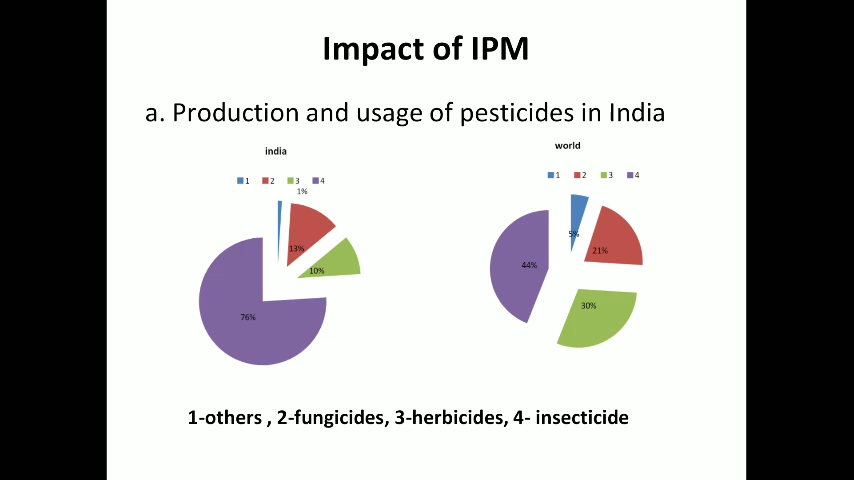 Impact of IPM
a. Production and usage of pesticides in India
india
1 2 3 4
1%
13%
10%
76%
world
1 2 3 4
5%
21%
44%
30%
1-others , 2-fungicides, 3-herbicides, 4- insecticide